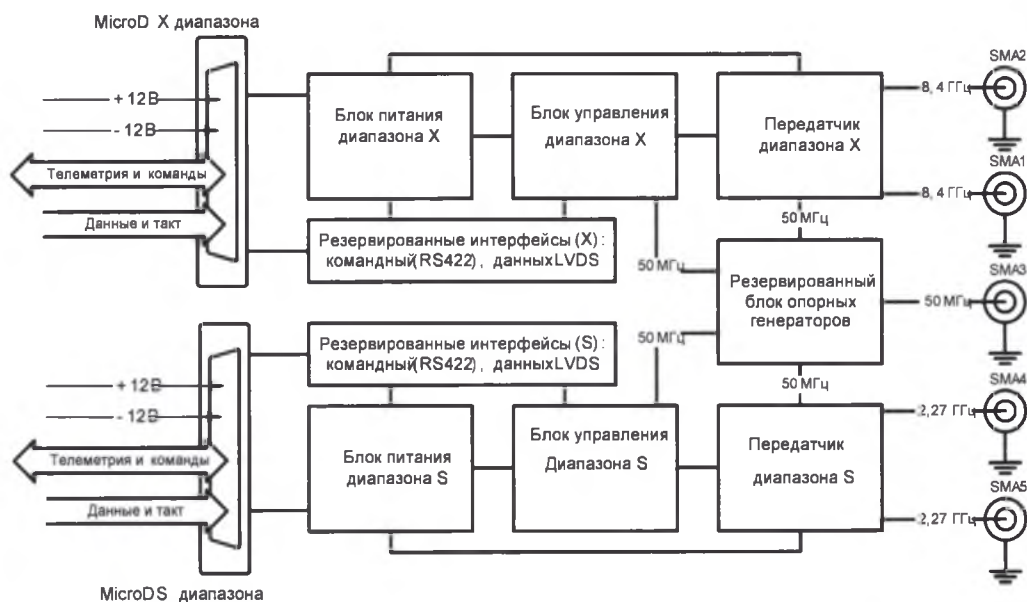 MicroD X диапазона
+ 12В
- 12В
Телеметрия и команды
Данные и такт
Блок питания
диапазона X
Блок управления
диапазона X
Передатчик
диапазона X
8, 4 ГГц
SMA2
8, 4 ГГц
SMA1
50 МГц
Резервированные интерфейсы (X) :
командный(RS422) , данныхLVDS
50 МГц
Резервированный
блок опорных
генераторов
50 МГц
SMA3
Резервированные интерфейсы (S) :
командный(RS422) , данныхLVDS
50 МГц
50 МГц
+ 12В
- 12В
Телеметрия и команды
Данные и такт
Блок питания
диапазона S
Блок управления
Диапазона S
Передатчик
диапазона S
2,27 ГГц
SMA4
2,27 ГГц
SMA5
MicroDS диапазона